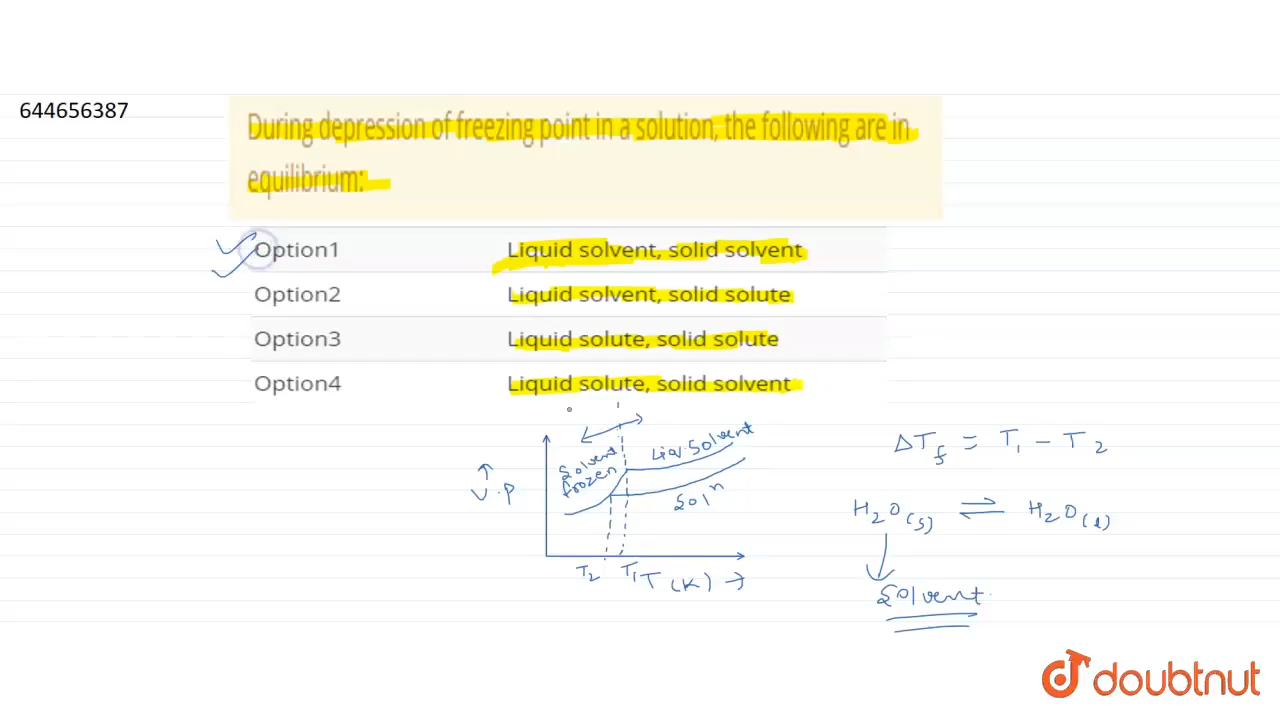 644656387
During depression of freezing point in a solution, the following are in
equilibrium:
Option1 Liquid solvent, solid solvent
Option2 Liquid solvent, solid solute
Option3 Liquid solute, solid solute
Option4 Liquid solute, solid solvent
Solvent
frozen
Liq. Solvent
Solⁿ
V.P
T₂ T₁ T (K) →
ΔT_f = T₁ - T₂
H₂O(s) ⇌ H₂O(l)
Solvent
doubtnut